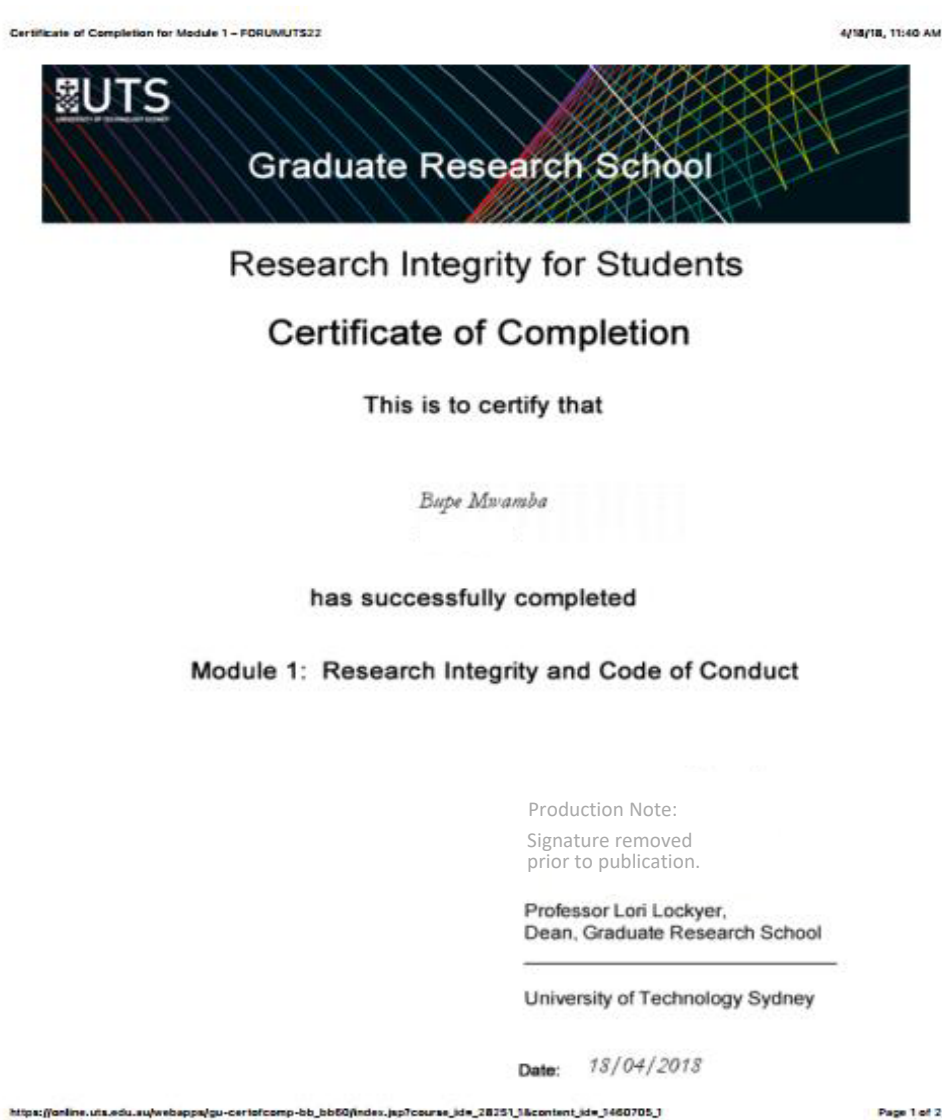 Certificate of Completion for Module 1 – FORUMUTS22
4/18/18, 11:40 AM
UTS
UNIVERSITY OF TECHNOLOGY SYDNEY
Graduate Research School
Research Integrity for Students
Certificate of Completion
This is to certify that
Bupe Mwamba
has successfully completed
Module 1: Research Integrity and Code of Conduct
Production Note:
Signature removed
prior to publication.
Professor Lori Lockyer,
Dean, Graduate Research School
University of Technology Sydney
Date: 18/04/2018
https://online.uts.edu.au/webapps/gu-certofcomp-bb_bb60/index.jsp?course_id=_28251_1&content_id=_1460705_1
Page 1 of 2